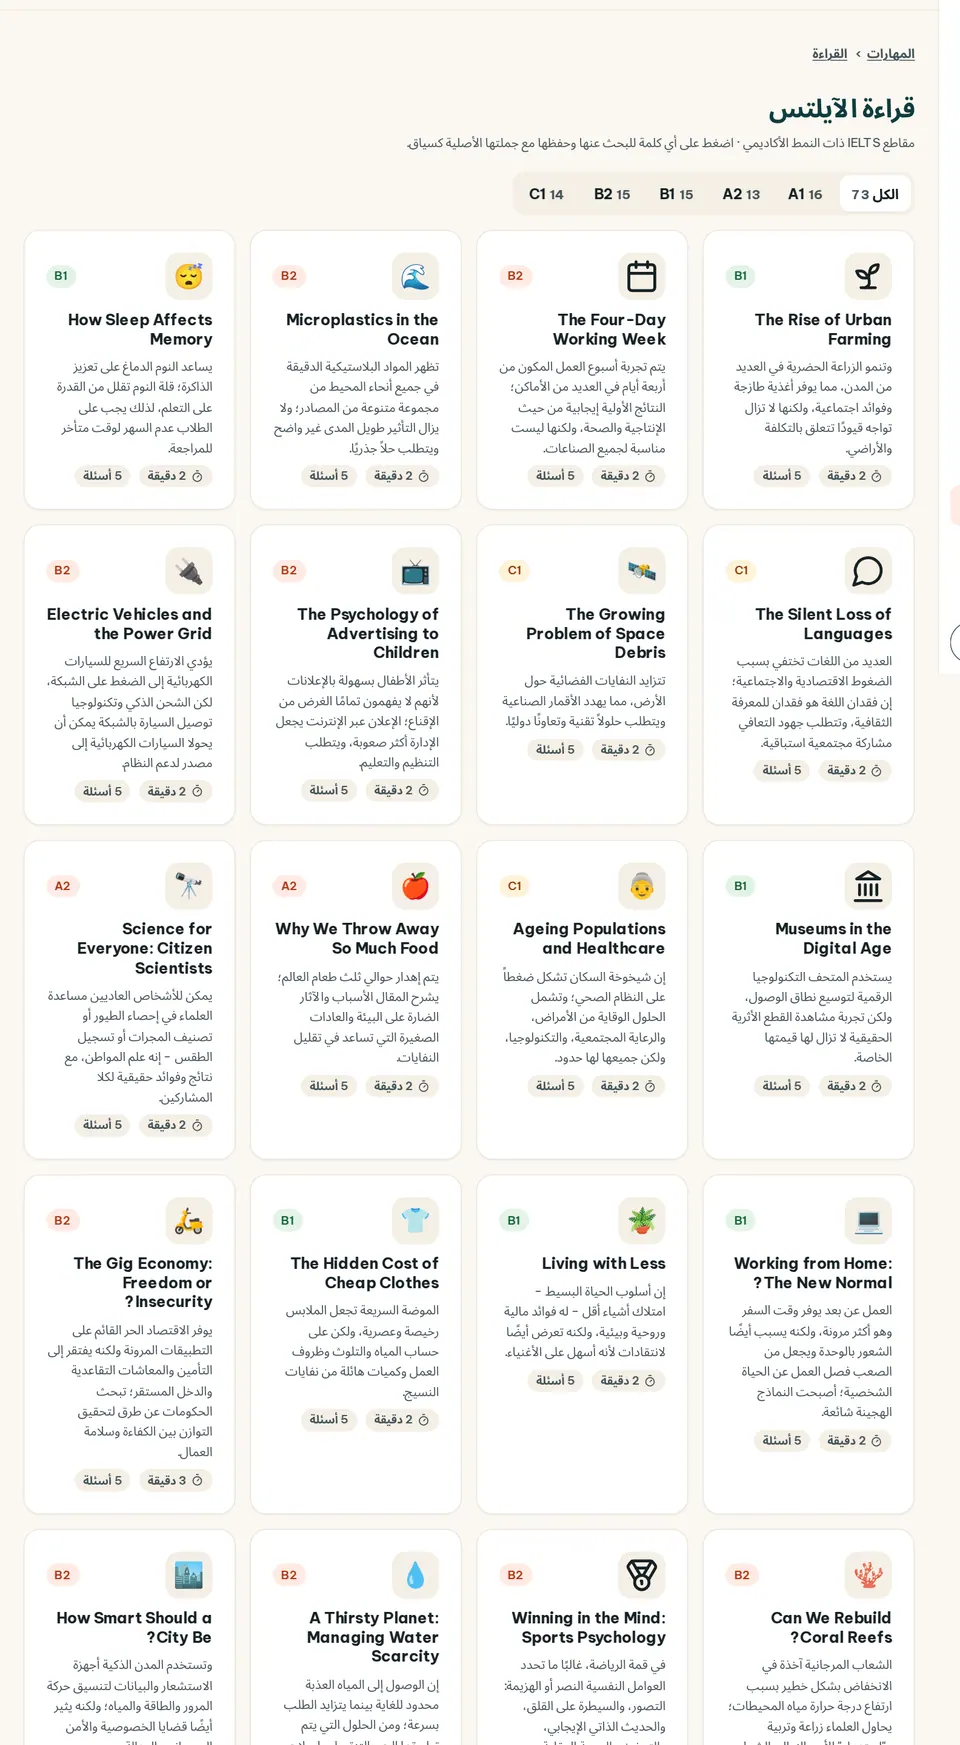 المهارات › القراءة
قراءة الآيلتس
مقاطع IELTS ذات النمط الأكاديمي · اضغط على أي كلمة للبحث عنها وحفظها مع جملتها الأصلية كسياق.
الكل 73 A1 16 A2 13 B1 15 B2 15 C1 14
B1
The Rise of Urban
Farming
وتنمو الزراعة الحضرية في العديد
من المدن، مما يوفر أغذية طازجة
وفوائد اجتماعية، ولكنها لا تزال
تواجه قيودًا تتعلق بالتكلفة
والأراضي.
2 دقيقة 5 أسئلة
B2
The Four-Day
Working Week
يتم تجربة أسبوع العمل المكون من
أربعة أيام في العديد من الأماكن؛
النتائج الأولية إيجابية من حيث
الإنتاجية والصحة، ولكنها ليست
مناسبة لجميع الصناعات.
2 دقيقة 5 أسئلة
B2
Microplastics in the
Ocean
تظهر المواد البلاستيكية الدقيقة
في جميع أنحاء المحيط من
مجموعة متنوعة من المصادر؛ ولا
يزال التأثير طويل المدى غير واضح
ويتطلب حلاً جذريًا.
2 دقيقة 5 أسئلة
B1
How Sleep Affects
Memory
يساعد النوم الدماغ على تعزيز
الذاكرة؛ قلة النوم تقلل من القدرة
على التعلم، لذلك يجب على
الطلاب عدم السهر لوقت متأخر
للمراجعة.
2 دقيقة 5 أسئلة
C1
The Silent Loss of
Languages
العديد من اللغات تختفي بسبب
الضغوط الاقتصادية والاجتماعية؛
إن فقدان اللغة هو فقدان للمعرفة
الثقافية، وتتطلب جهود التعافي
مشاركة مجتمعية استباقية.
2 دقيقة 5 أسئلة
C1
The Growing
Problem of Space
Debris
تتزايد النفايات الفضائية حول
الأرض، مما يهدد الأقمار الصناعية
ويتطلب حلولاً تقنية وتعاونًا دوليًا.
2 دقيقة 5 أسئلة
B2
The Psychology of
Advertising to
Children
يتأثر الأطفال بسهولة بالإعلانات
لأنهم لا يفهمون تمامًا الغرض من
الإقناع؛ الإعلان عبر الإنترنت يجعل
الإدارة أكثر صعوبة، ويتطلب
التنظيم والتعليم.
2 دقيقة 5 أسئلة
B2
Electric Vehicles and
the Power Grid
يؤدي الارتفاع السريع للسيارات
الكهربائية إلى الضغط على الشبكة،
لكن الشحن الذكي وتكنولوجيا
توصيل السيارة بالشبكة يمكن أن
يحولا السيارات الكهربائية إلى
مصدر لدعم النظام.
2 دقيقة 5 أسئلة
B1
Museums in the
Digital Age
يستخدم المتحف التكنولوجيا
الرقمية لتوسيع نطاق الوصول،
ولكن تجربة مشاهدة القطع الأثرية
الحقيقية لا تزال لها قيمتها
الخاصة.
2 دقيقة 5 أسئلة
C1
Ageing Populations
and Healthcare
إن شيخوخة السكان تشكل ضغطاً
على النظام الصحي؛ وتشمل
الحلول الوقاية من الأمراض،
والرعاية المجتمعية، والتكنولوجيا،
ولكن جميعها لها حدود.
2 دقيقة 5 أسئلة
A2
Why We Throw Away
So Much Food
يتم إهدار حوالي ثلث طعام العالم؛
يشرح المقال الأسباب والآثار
الضارة على البيئة والعادات
الصغيرة التي تساعد في تقليل
النفايات.
2 دقيقة 5 أسئلة
A2
Science for
Everyone: Citizen
Scientists
يمكن للأشخاص العاديين مساعدة
العلماء في إحصاء الطيور أو
تصنيف المجرات أو تسجيل
الطقس - إنه علم المواطن، مع
نتائج وفوائد حقيقية لكلا
المشاركين.
2 دقيقة 5 أسئلة
B1
Working from Home:
?The New Normal
العمل عن بعد يوفر وقت السفر
وهو أكثر مرونة، ولكنه يسبب أيضًا
الشعور بالوحدة ويجعل من
الصعب فصل العمل عن الحياة
الشخصية؛ أصبحت النماذج
الهجينة شائعة.
2 دقيقة 5 أسئلة
B1
Living with Less
إن أسلوب الحياة البسيط -
امتلاك أشياء أقل - له فوائد مالية
وروحية وبيئية، ولكنه تعرض أيضًا
لانتقادات لأنه أسهل على الأغنياء.
2 دقيقة 5 أسئلة
B1
The Hidden Cost of
Cheap Clothes
الموضة السريعة تجعل الملابس
رخيصة وعصرية، ولكن على
حساب المياه والتلوث وظروف
العمل وكميات هائلة من نفايات
النسيج.
2 دقيقة 5 أسئلة
B2
The Gig Economy:
Freedom or
?Insecurity
يوفر الاقتصاد الحر القائم على
التطبيقات المرونة ولكنه يفتقر إلى
التأمين والمعاشات التقاعدية
والدخل المستقر؛ تبحث
الحكومات عن طرق لتحقيق
التوازن بين الكفاءة وسلامة
العمال.
3 دقيقة 5 أسئلة
B2
Can We Rebuild
?Coral Reefs
الشعاب المرجانية آخذة في
الانخفاض بشكل خطير بسبب
ارتفاع درجة حرارة مياه المحيطات؛
يحاول العلماء زراعة وتربية
B2
Winning in the Mind:
Sports Psychology
في قمة الرياضة، غالبًا ما تحدد
العوامل النفسية النصر أو الهزيمة:
التصور، والسيطرة على القلق،
والحديث الذاتي الإيجابي،
B2
A Thirsty Planet:
Managing Water
Scarcity
إن الوصول إلى المياه العذبة
محدود للغاية بينما يتزايد الطلب
بسرعة؛ ومن الحلول التي يتم
B2
How Smart Should a
?City Be
وتستخدم المدن الذكية أجهزة
الاستشعار والبيانات لتنسيق حركة
المرور والطاقة والمياه؛ ولكنه يثير
أيضًا قضايا الخصوصية والأمن